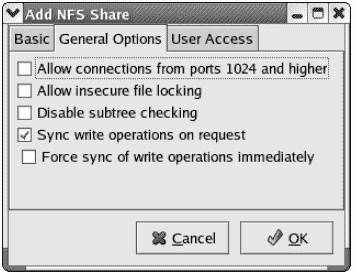 Add NFS Share
Basic General Options User Access
Allow connections from ports 1024 and higher
Allow insecure file locking
Disable subtree checking
Sync write operations on request
Force sync of write operations immediately
Cancel OK